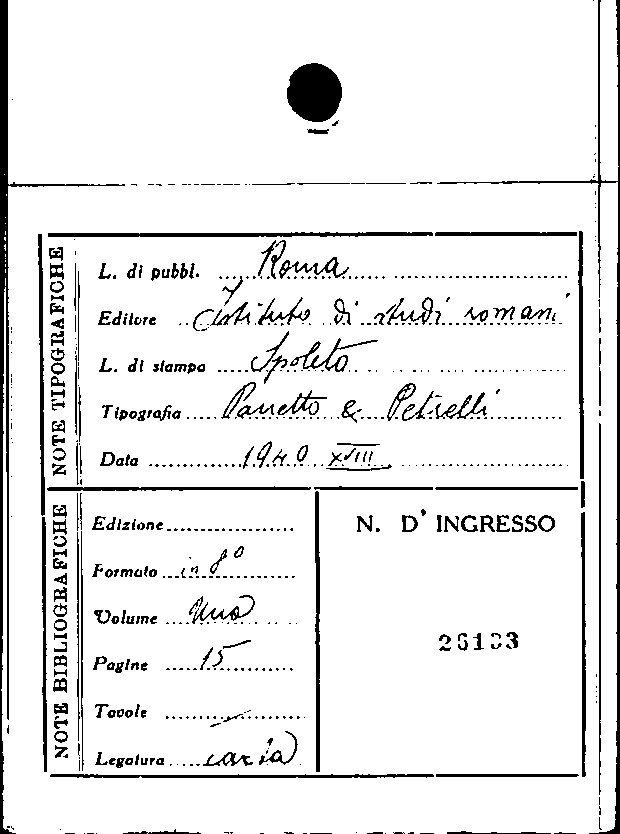 NOTE TIPOGRAFICHE
L. di pubbl. Roma
Editore Istituto di studi romani
L. di stampa Spoleto
Tipografia Panetto & Petrelli
Data 1940 XVIII
NOTE BIBLIOGRAFICHE
Edizione
Formato in 8°
Volume Uno
Pagine 15
Tavole —
Legatura carta
N. D' INGRESSO
26133